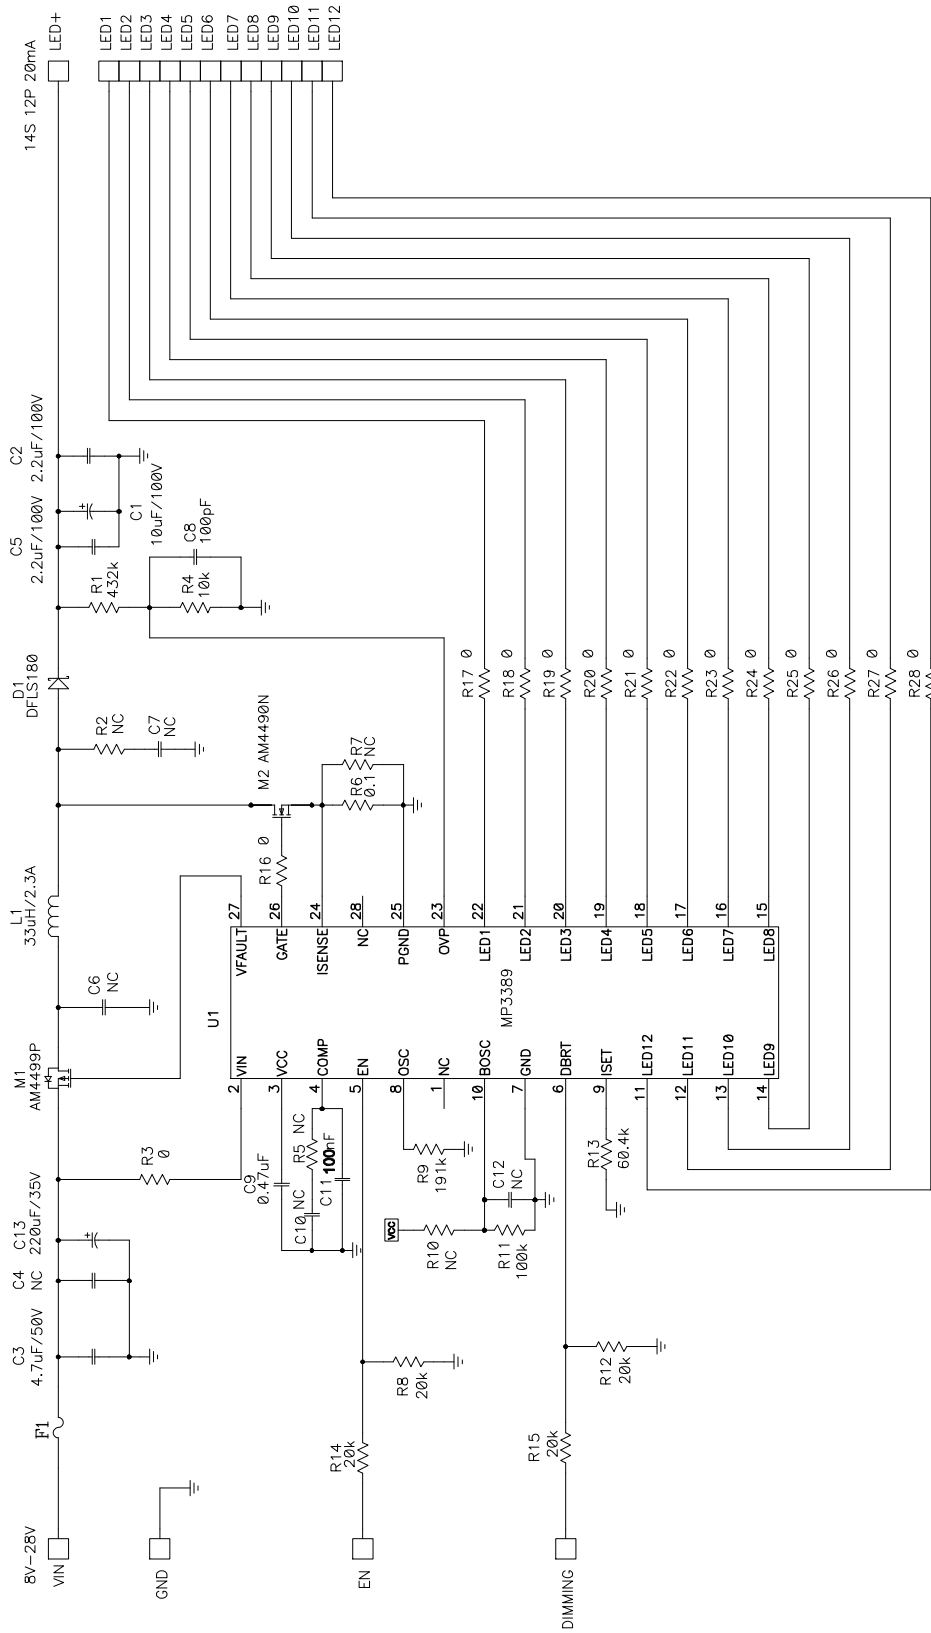 8V-28V
VIN
GND
EN
DIMMING
F1
C3
4.7uF/50V
C4
NC
C13
220uF/35V
R3
0
M1
AM4499P
C6
NC
L1
33uH/2.3A
R2
NC
C7
NC
D1
DFLS180
R1
432k
R4
10k
C8
100pF
C5
2.2uF/100V
C1
10uF/100V
C2
2.2uF/100V
14S 12P 20mA
LED+
LED1
LED2
LED3
LED4
LED5
LED6
LED7
LED8
LED9
LED10
LED11
LED12
M2 AM4490N
R16 0
R6
0.1
R7
NC
R14
20k
R8
20k
R15
20k
R12
20k
C9
0.47uF
C10 NC
R5 NC
C11 100nF
R9
191k
VCC
R10
NC
R11
100k
C12
NC
R13
60.4k
U1
MP3389
2 VIN
3 VCC
4 COMP
5 EN
8 OSC
1 NC
10 BOSC
7 GND
6 DBRT
9 ISET
11 LED12
12 LED11
13 LED10
14 LED9
VFAULT 27
GATE 26
ISENSE 24
NC 28
PGND 25
OVP 23
LED1 22
LED2 21
LED3 20
LED4 19
LED5 18
LED6 17
LED7 16
LED8 15
R17 0
R18 0
R19 0
R20 0
R21 0
R22 0
R23 0
R24 0
R25 0
R26 0
R27 0
R28 0